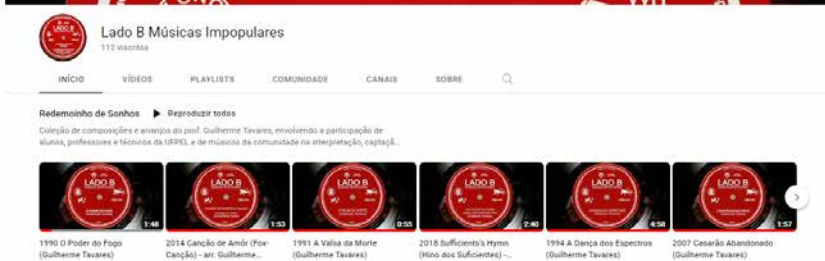 LADO B
Lado B Músicas Impopulares
112 inscritos
INÍCIO VÍDEOS PLAYLISTS COMUNIDADE CANAIS SOBRE
Redemoinho de Sonhos Reproduzir todos
Coleção de composições e arranjos do prof. Guilherme Tavares, envolvendo a participação de
alunos, professores e técnicos da UFPEL e de músicos da comunidade na interpretação, captaçã...
LADO B LADO B LADO B LADO B LADO B LADO B
1:48 1:53 0:55 2:40 4:58 1:57
1990 O Poder do Fogo
(Guilherme Tavares)
2014 Canção de Amôr (Fox-
Canção) - arr. Guilherme...
1991 A Valsa da Morte
(Guilherme Tavares)
2018 Sufficients's Hymn
(Hino dos Suficientes) -...
1994 A Dança dos Espectros
(Guilherme Tavares)
2007 Casarão Abandonado
(Guilherme Tavares)